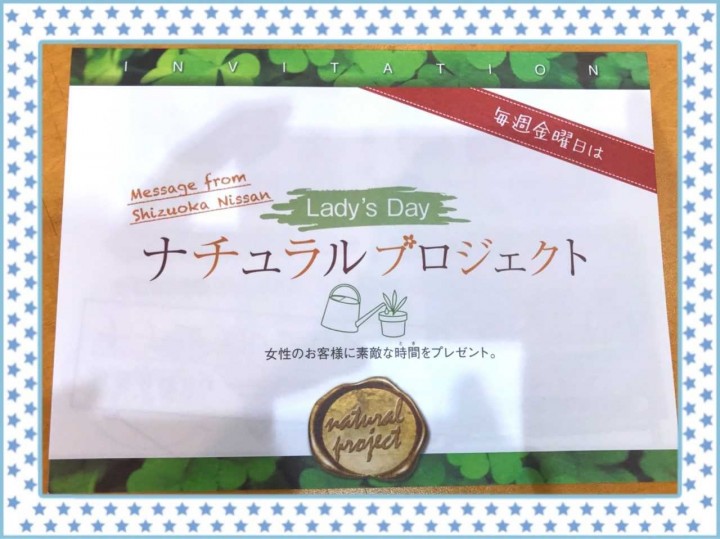 INVITATION
毎週金曜日は
Message from
Shizuoka Nissan
Lady's Day
ナチュラルプロジェクト
女性のお客様に素敵な時間をプレゼント。
natural
project